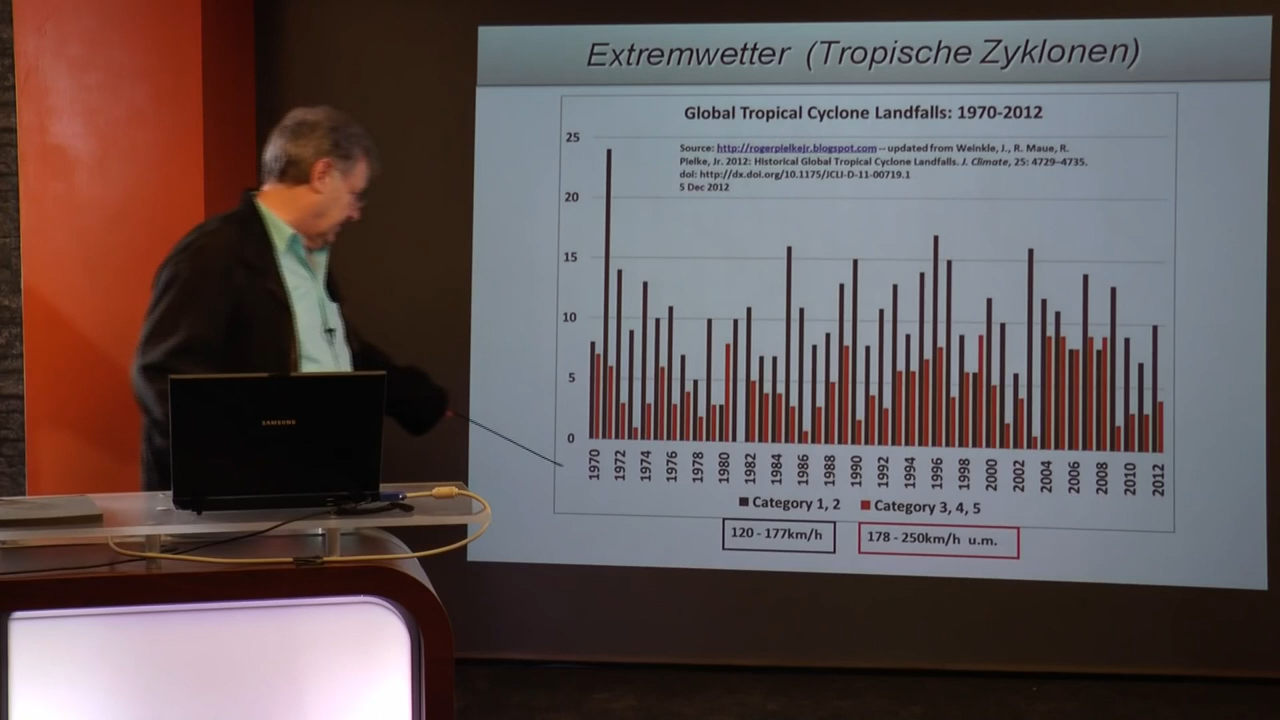 Extremwetter (Tropische Zyklonen)
Global Tropical Cyclone Landfalls: 1970-2012
Source: http://rogerpielkejr.blogspot.com -- updated from Weinkle, J., R. Maue, R.
Pielke, Jr. 2012: Historical Global Tropical Cyclone Landfalls. J. Climate, 25: 4729–4735.
doi: http://dx.doi.org/10.1175/JCLI-D-11-00719.1
5 Dec 2012
25
20
15
10
5
0
1970 1972 1974 1976 1978 1980 1982 1984 1986 1988 1990 1992 1994 1996 1998 2000 2002 2004 2006 2008 2010 2012
Category 1, 2 Category 3, 4, 5
120 - 177km/h 178 - 250km/h u.m.
SAMSUNG